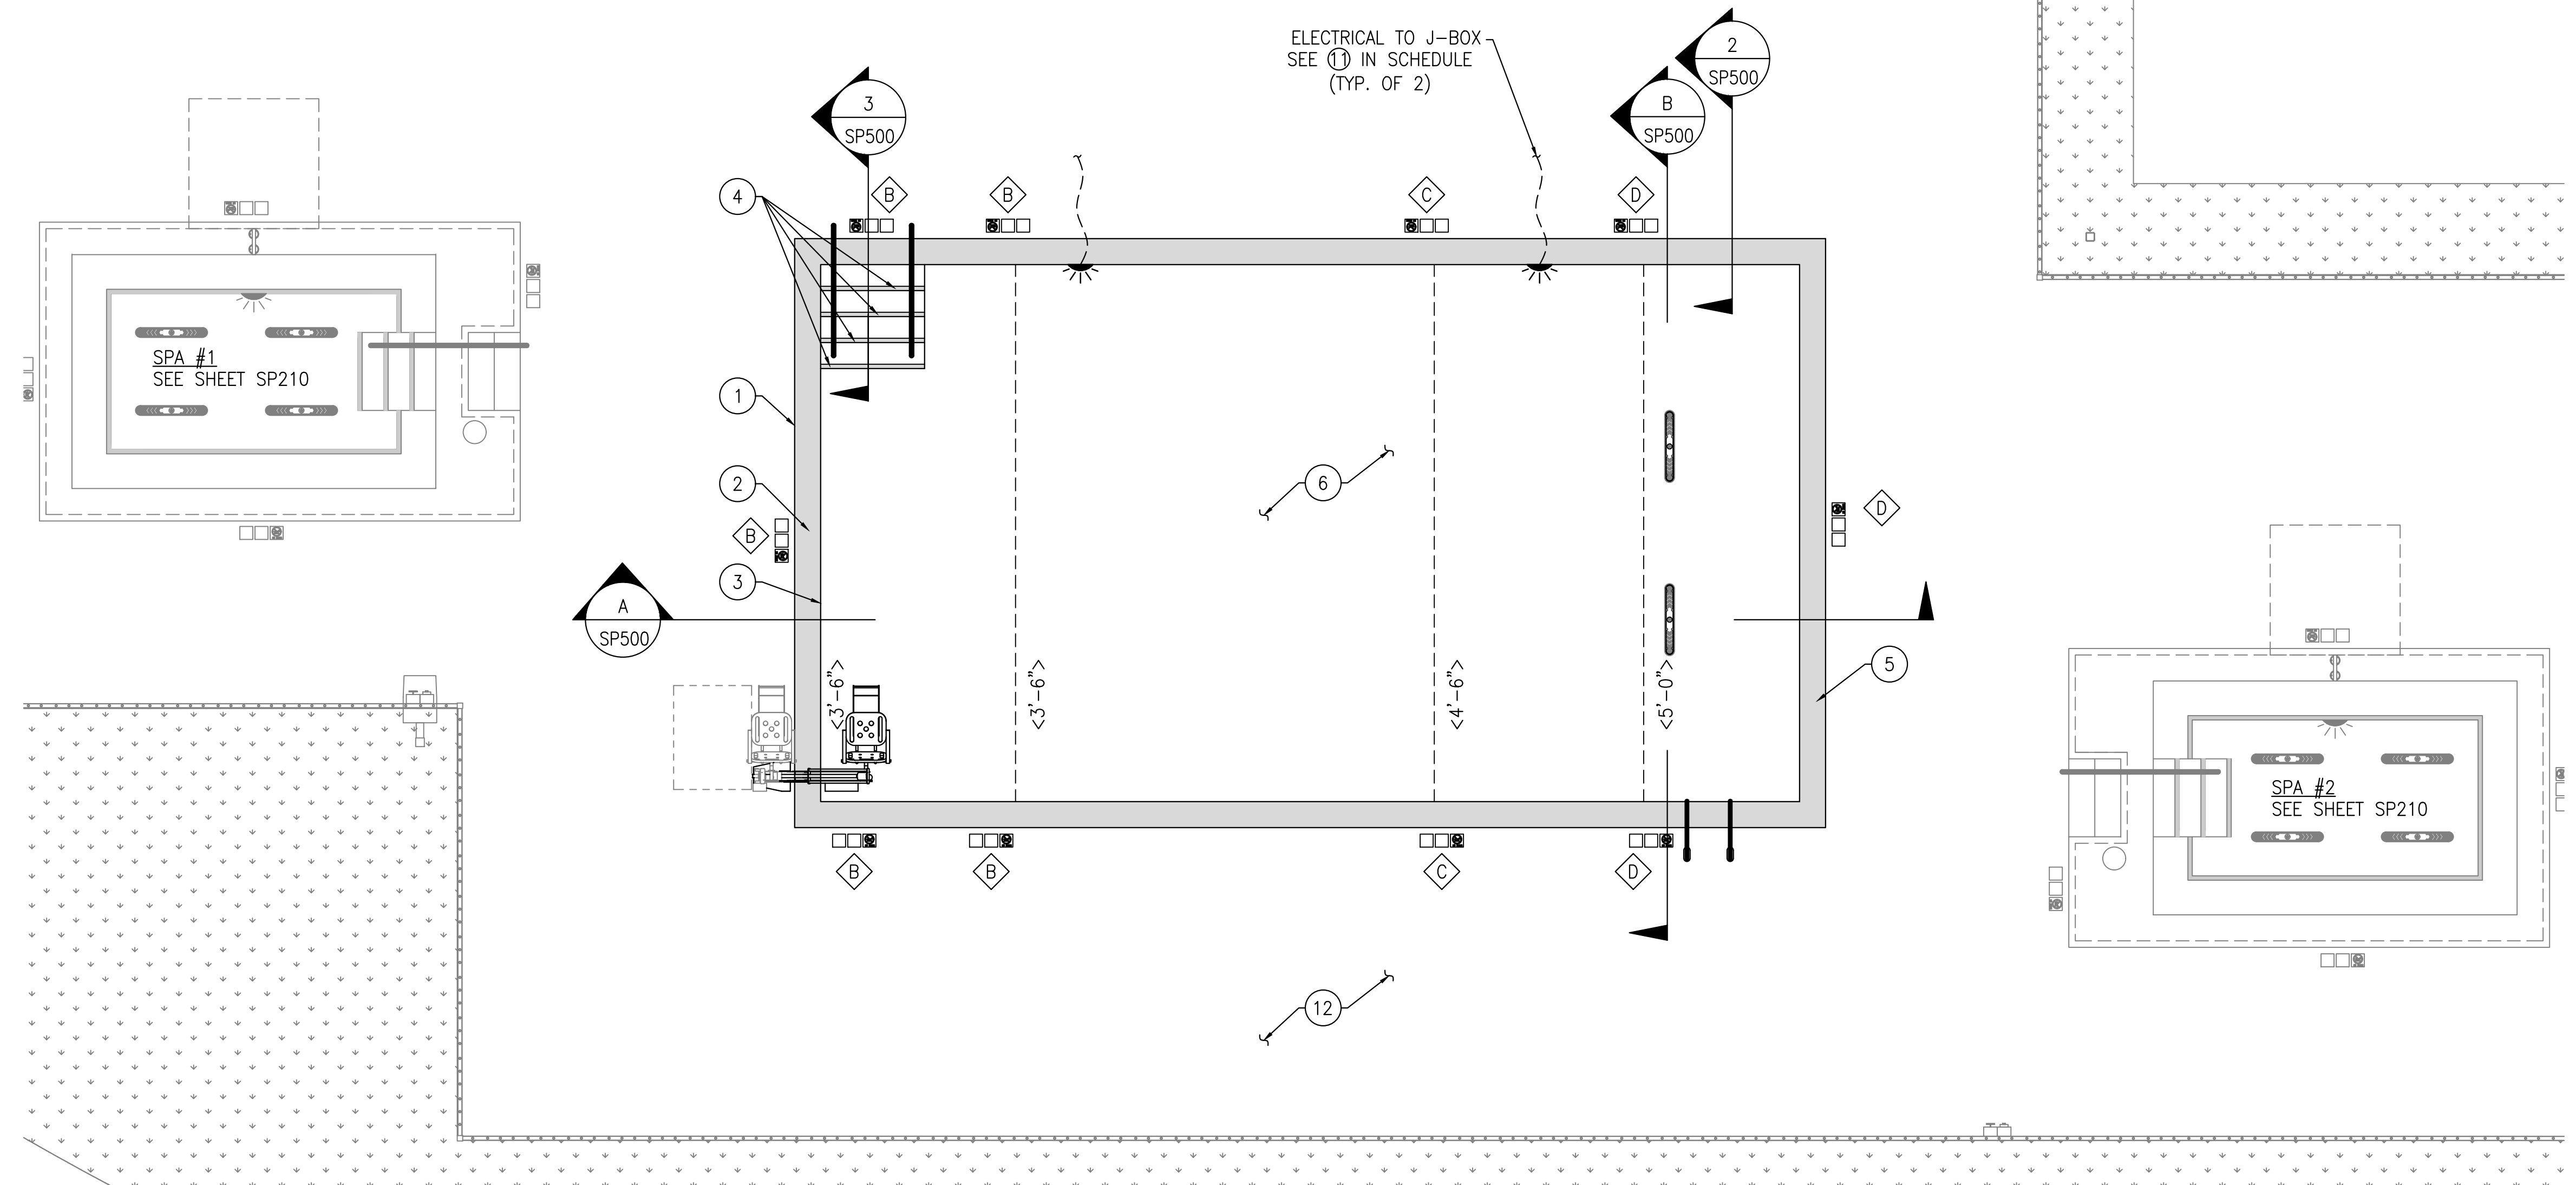 ELECTRICAL TO J-BOX
SEE 11 IN SCHEDULE
(TYP. OF 2)
2
SP500
3
SP500
B
SP500
4
B
B
C
D
SPA #1
SEE SHEET SP210
1
2
6
B
D
3
A
SP500
5
<3'-6">
<3'-6">
<4'-6">
<5'-0">
SPA #2
SEE SHEET SP210
B
B
C
D
12